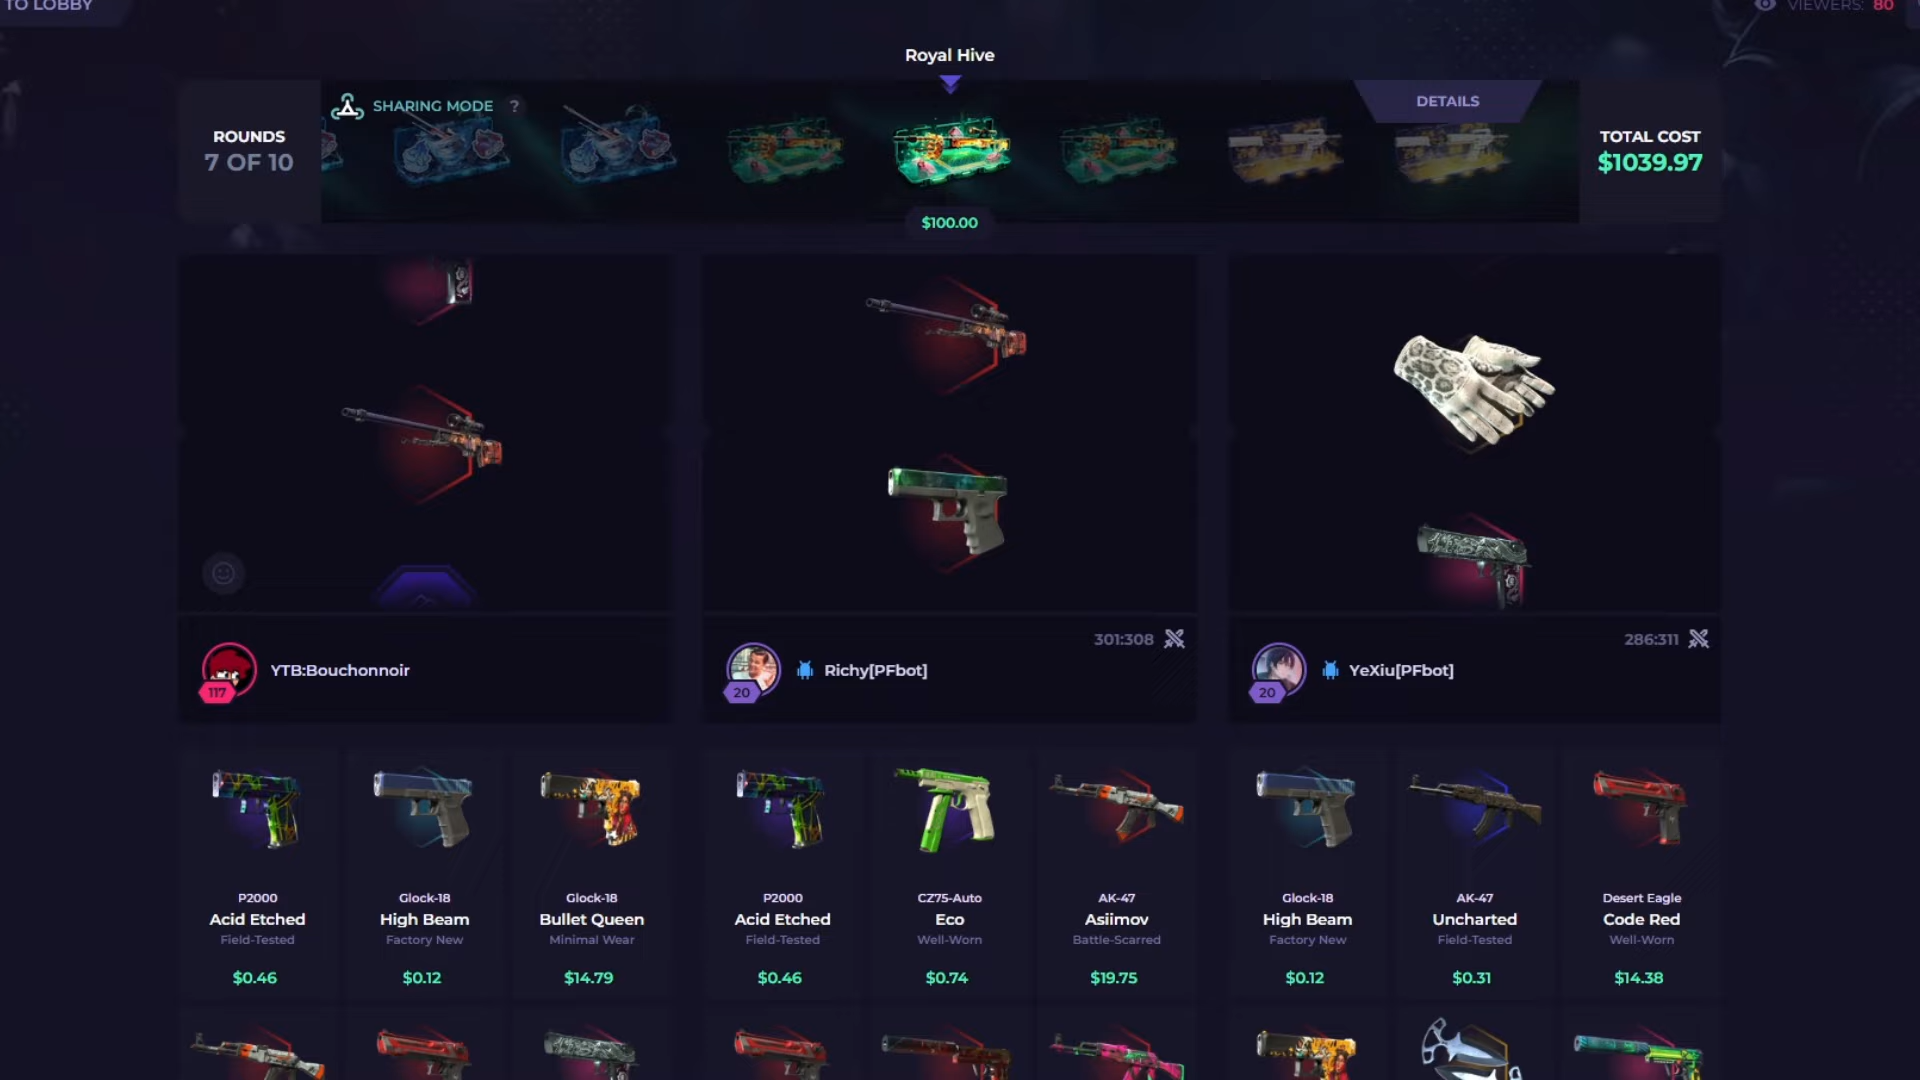 TO LOBBY
VIEWERS: 80
Royal Hive
SHARING MODE ?
DETAILS
ROUNDS
7 OF 10
TOTAL COST
$1039.97
$100.00
117
YTB:Bouchonnoir
301:308
20
Richy[PFbot]
286:311
20
YeXiu[PFbot]
P2000
Acid Etched
Field-Tested
$0.46
Glock-18
High Beam
Factory New
$0.12
Glock-18
Bullet Queen
Minimal Wear
$14.79
P2000
Acid Etched
Field-Tested
$0.46
CZ75-Auto
Eco
Well-Worn
$0.74
AK-47
Asiimov
Battle-Scarred
$19.75
Glock-18
High Beam
Factory New
$0.12
AK-47
Uncharted
Field-Tested
$0.31
Desert Eagle
Code Red
Well-Worn
$14.38